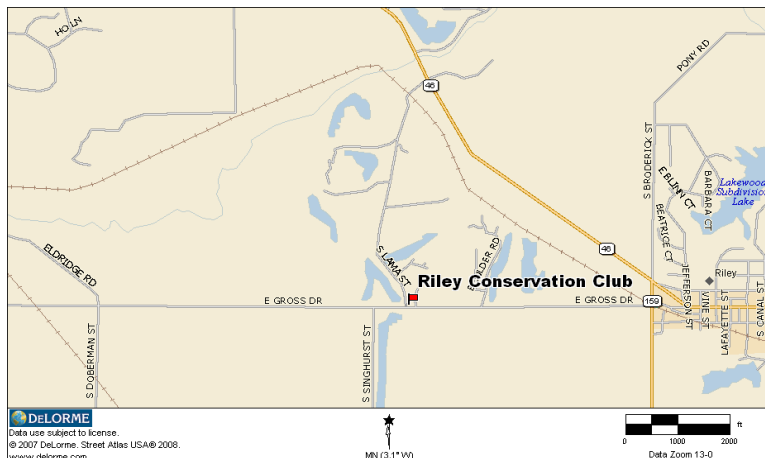 HO LN
PONY RD
46
S BRODERICK ST
E BLINN CT
BARBARA CT
Lakewood
Subdivision
Lake
BEATRICE CT
S LAMA ST
46
ELDRIDGE RD
JEFFERSON ST
Riley
Riley Conservation Club
E GROSS DR
E GROSS DR
159
VINE ST
LAFAYETTE ST
S CANAL ST
S DOBERMAN ST
S SINGHURST ST
DELORME
Data use subject to license.
© 2007 DeLorme. Street Atlas USA® 2008.
www.delorme.com
MN (3.1° W)
ft
0 1000 2000
Data Zoom 13-0